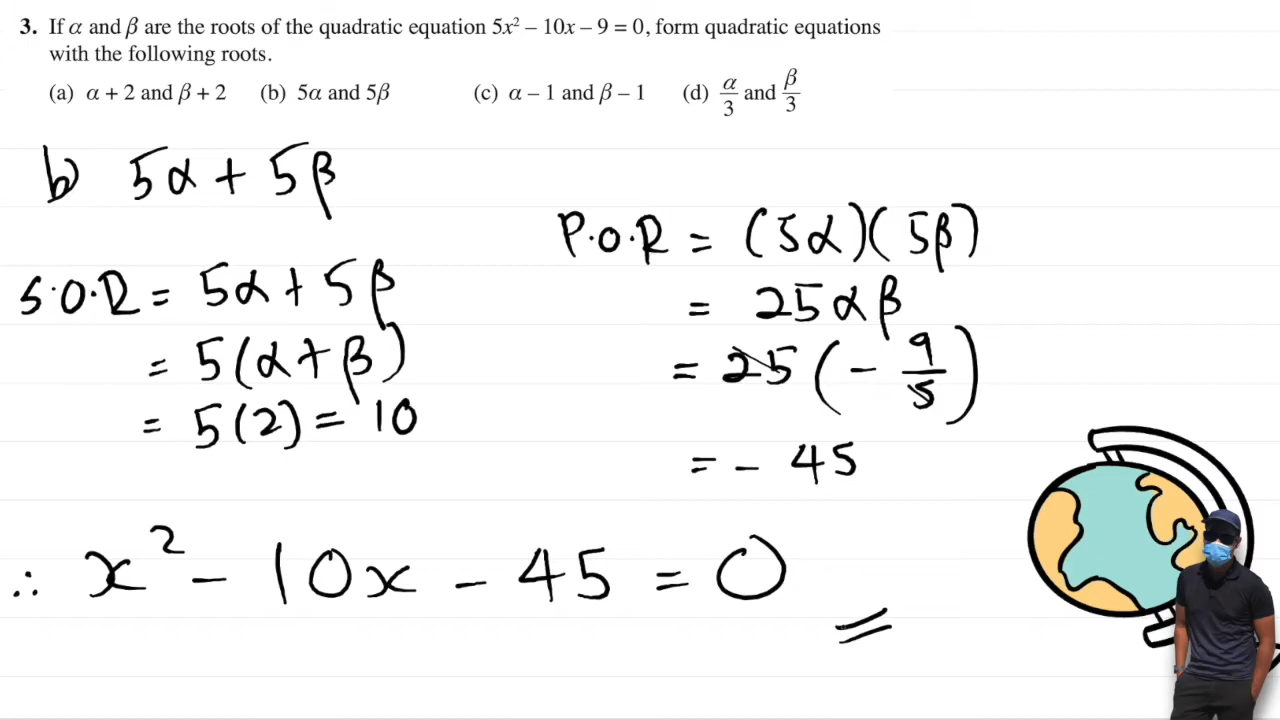 3. If α and β are the roots of the quadratic equation 5x² – 10x – 9 = 0, form quadratic equations
with the following roots.
(a) α + 2 and β + 2 (b) 5α and 5β (c) α – 1 and β – 1 (d) α/3 and β/3
b) 5α + 5β
S.O.R = 5α + 5β
= 5(α + β)
= 5(2) = 10
P.O.R = (5α)(5β)
= 25αβ
= 25(- 9/5)
= - 45
∴ x² - 10x - 45 = 0